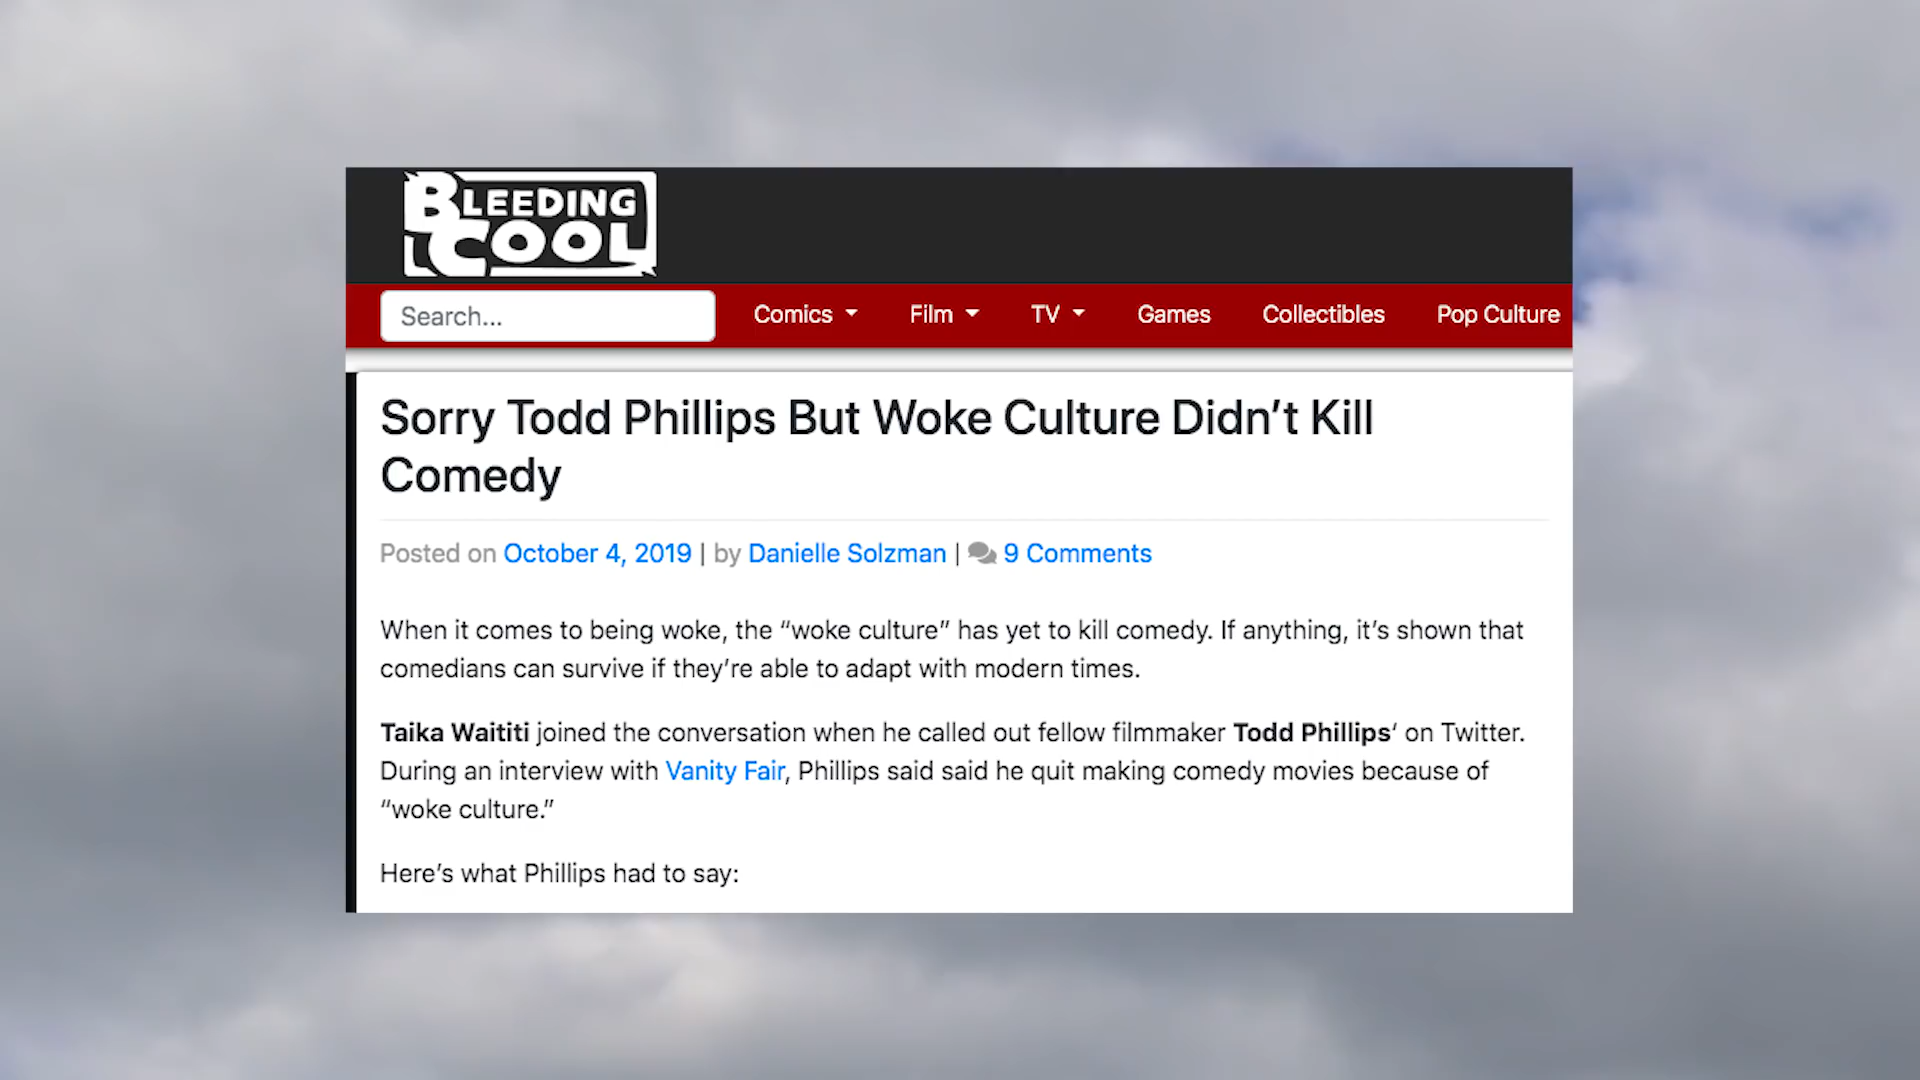 BLEEDING
COOL
Search...
Comics
Film
TV
Games
Collectibles
Pop Culture
Sorry Todd Phillips But Woke Culture Didn’t Kill
Comedy
Posted on October 4, 2019 | by Danielle Solzman | 9 Comments
When it comes to being woke, the “woke culture” has yet to kill comedy. If anything, it’s shown that
comedians can survive if they’re able to adapt with modern times.
Taika Waititi joined the conversation when he called out fellow filmmaker Todd Phillips‘ on Twitter.
During an interview with Vanity Fair, Phillips said said he quit making comedy movies because of
“woke culture.”
Here’s what Phillips had to say: